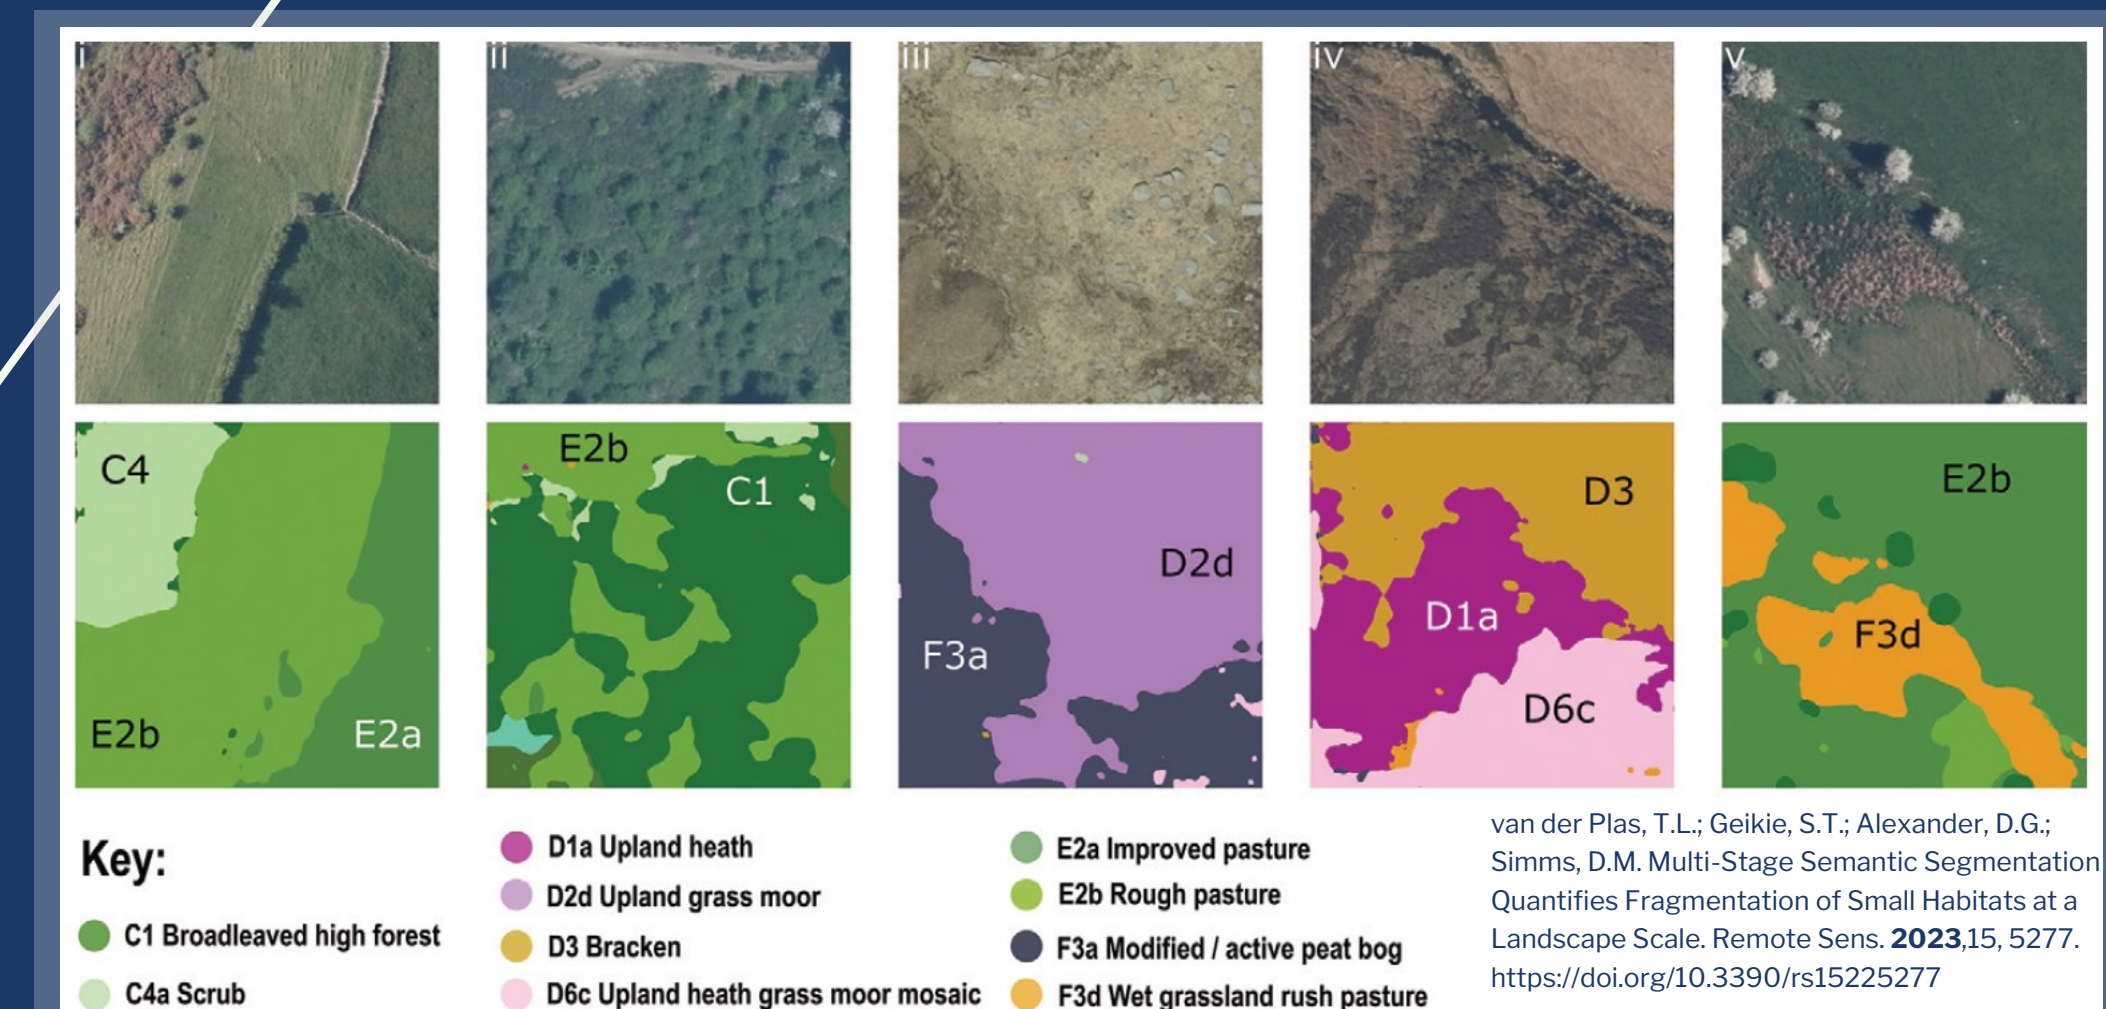 i
ii
iii
iv
v
C4
E2b
E2a
E2b
C1
D2d
F3a
D3
D1a
D6c
E2b
F3d
Key:
C1 Broadleaved high forest
C4a Scrub
D1a Upland heath
D2d Upland grass moor
D3 Bracken
D6c Upland heath grass moor mosaic
E2a Improved pasture
E2b Rough pasture
F3a Modified / active peat bog
F3d Wet grassland rush pasture
van der Plas, T.L.; Geikie, S.T.; Alexander, D.G.;
Simms, D.M. Multi-Stage Semantic Segmentation
Quantifies Fragmentation of Small Habitats at a
Landscape Scale. Remote Sens. 2023,15, 5277.
https://doi.org/10.3390/rs15225277